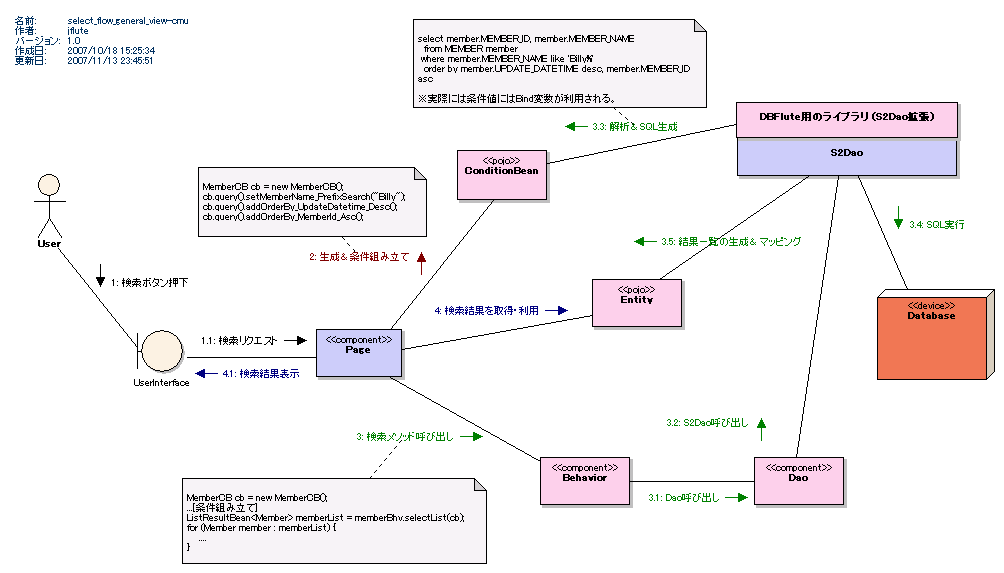 名前: select_flow_general_view-cmu
作者: jflute
バージョン: 1.0
作成日: 2007/10/18 15:25:34
更新日: 2007/11/13 23:45:51
select member.MEMBER_ID, member.MEMBER_NAME
from MEMBER member
where member.MEMBER_NAME like 'Billy%'
order by member.UPDATE_DATETIME desc, member.MEMBER_ID
asc
※実際には条件値にはBind変数が利用される。
3.3: 解析＆SQL生成
DBFlute用のライブラリ(S2Dao拡張)
S2Dao
<<pojo>>
ConditionBean
MemberCB cb = new MemberCB();
cb.query().setMemberName_PrefixSearch("Billy");
cb.query().addOrderBy_UpdateDatetime_Desc();
cb.query().addOrderBy_MemberId_Asc();
2: 生成＆条件組み立て
User
3.4: SQL実行
3.5: 結果一覧の生成＆マッピング
1: 検索ボタン押下
<<pojo>>
Entity
<<device>>
Database
4: 検索結果を取得・利用
1.1: 検索リクエスト
<<component>>
Page
4.1: 検索結果表示
UserInterface
3: 検索メソッド呼び出し
3.2: S2Dao呼び出し
<<component>>
Behavior
<<component>>
Dao
3.1: Dao呼び出し
MemberCB cb = new MemberCB();
...[条件組み立て]
ListResultBean<Member> memberList = memberBhv.selectList(cb);
for (Member member : memberList) {
....
}